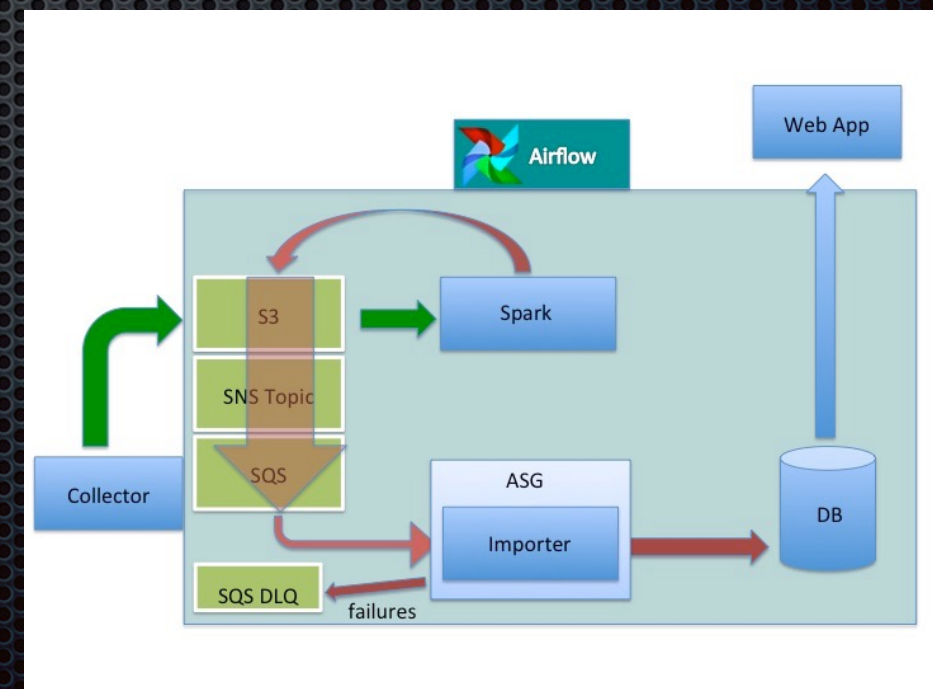 Web App
Airflow
S3
Spark
SNS Topic
SQS
ASG
Collector
Importer
DB
SQS DLQ
failures